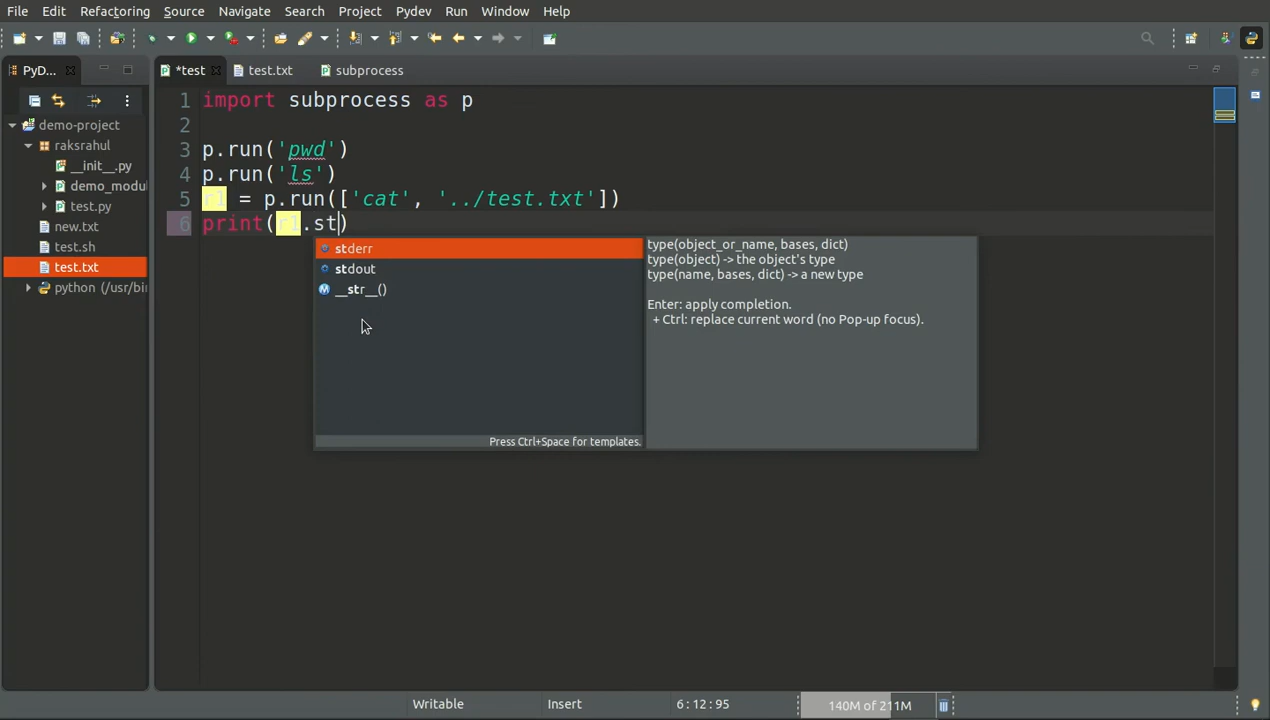 File Edit Refactoring Source Navigate Search Project Pydev Run Window Help
PyD...
*test test.txt subprocess
demo-project
raksrahul
__init__.py
demo_modu
test.py
new.txt
test.sh
test.txt
python (/usr/bi
1 import subprocess as p
2
3 p.run('pwd')
4 p.run('ls')
5 r1 = p.run(['cat', '../test.txt'])
6 print(r1.st)
stderr
stdout
__str__()
Press Ctrl+Space for templates.
type(object_or_name, bases, dict)
type(object) -> the object's type
type(name, bases, dict) -> a new type
Enter: apply completion.
+ Ctrl: replace current word (no Pop-up focus).
Writable Insert 6 : 12 : 95 140M of 211M